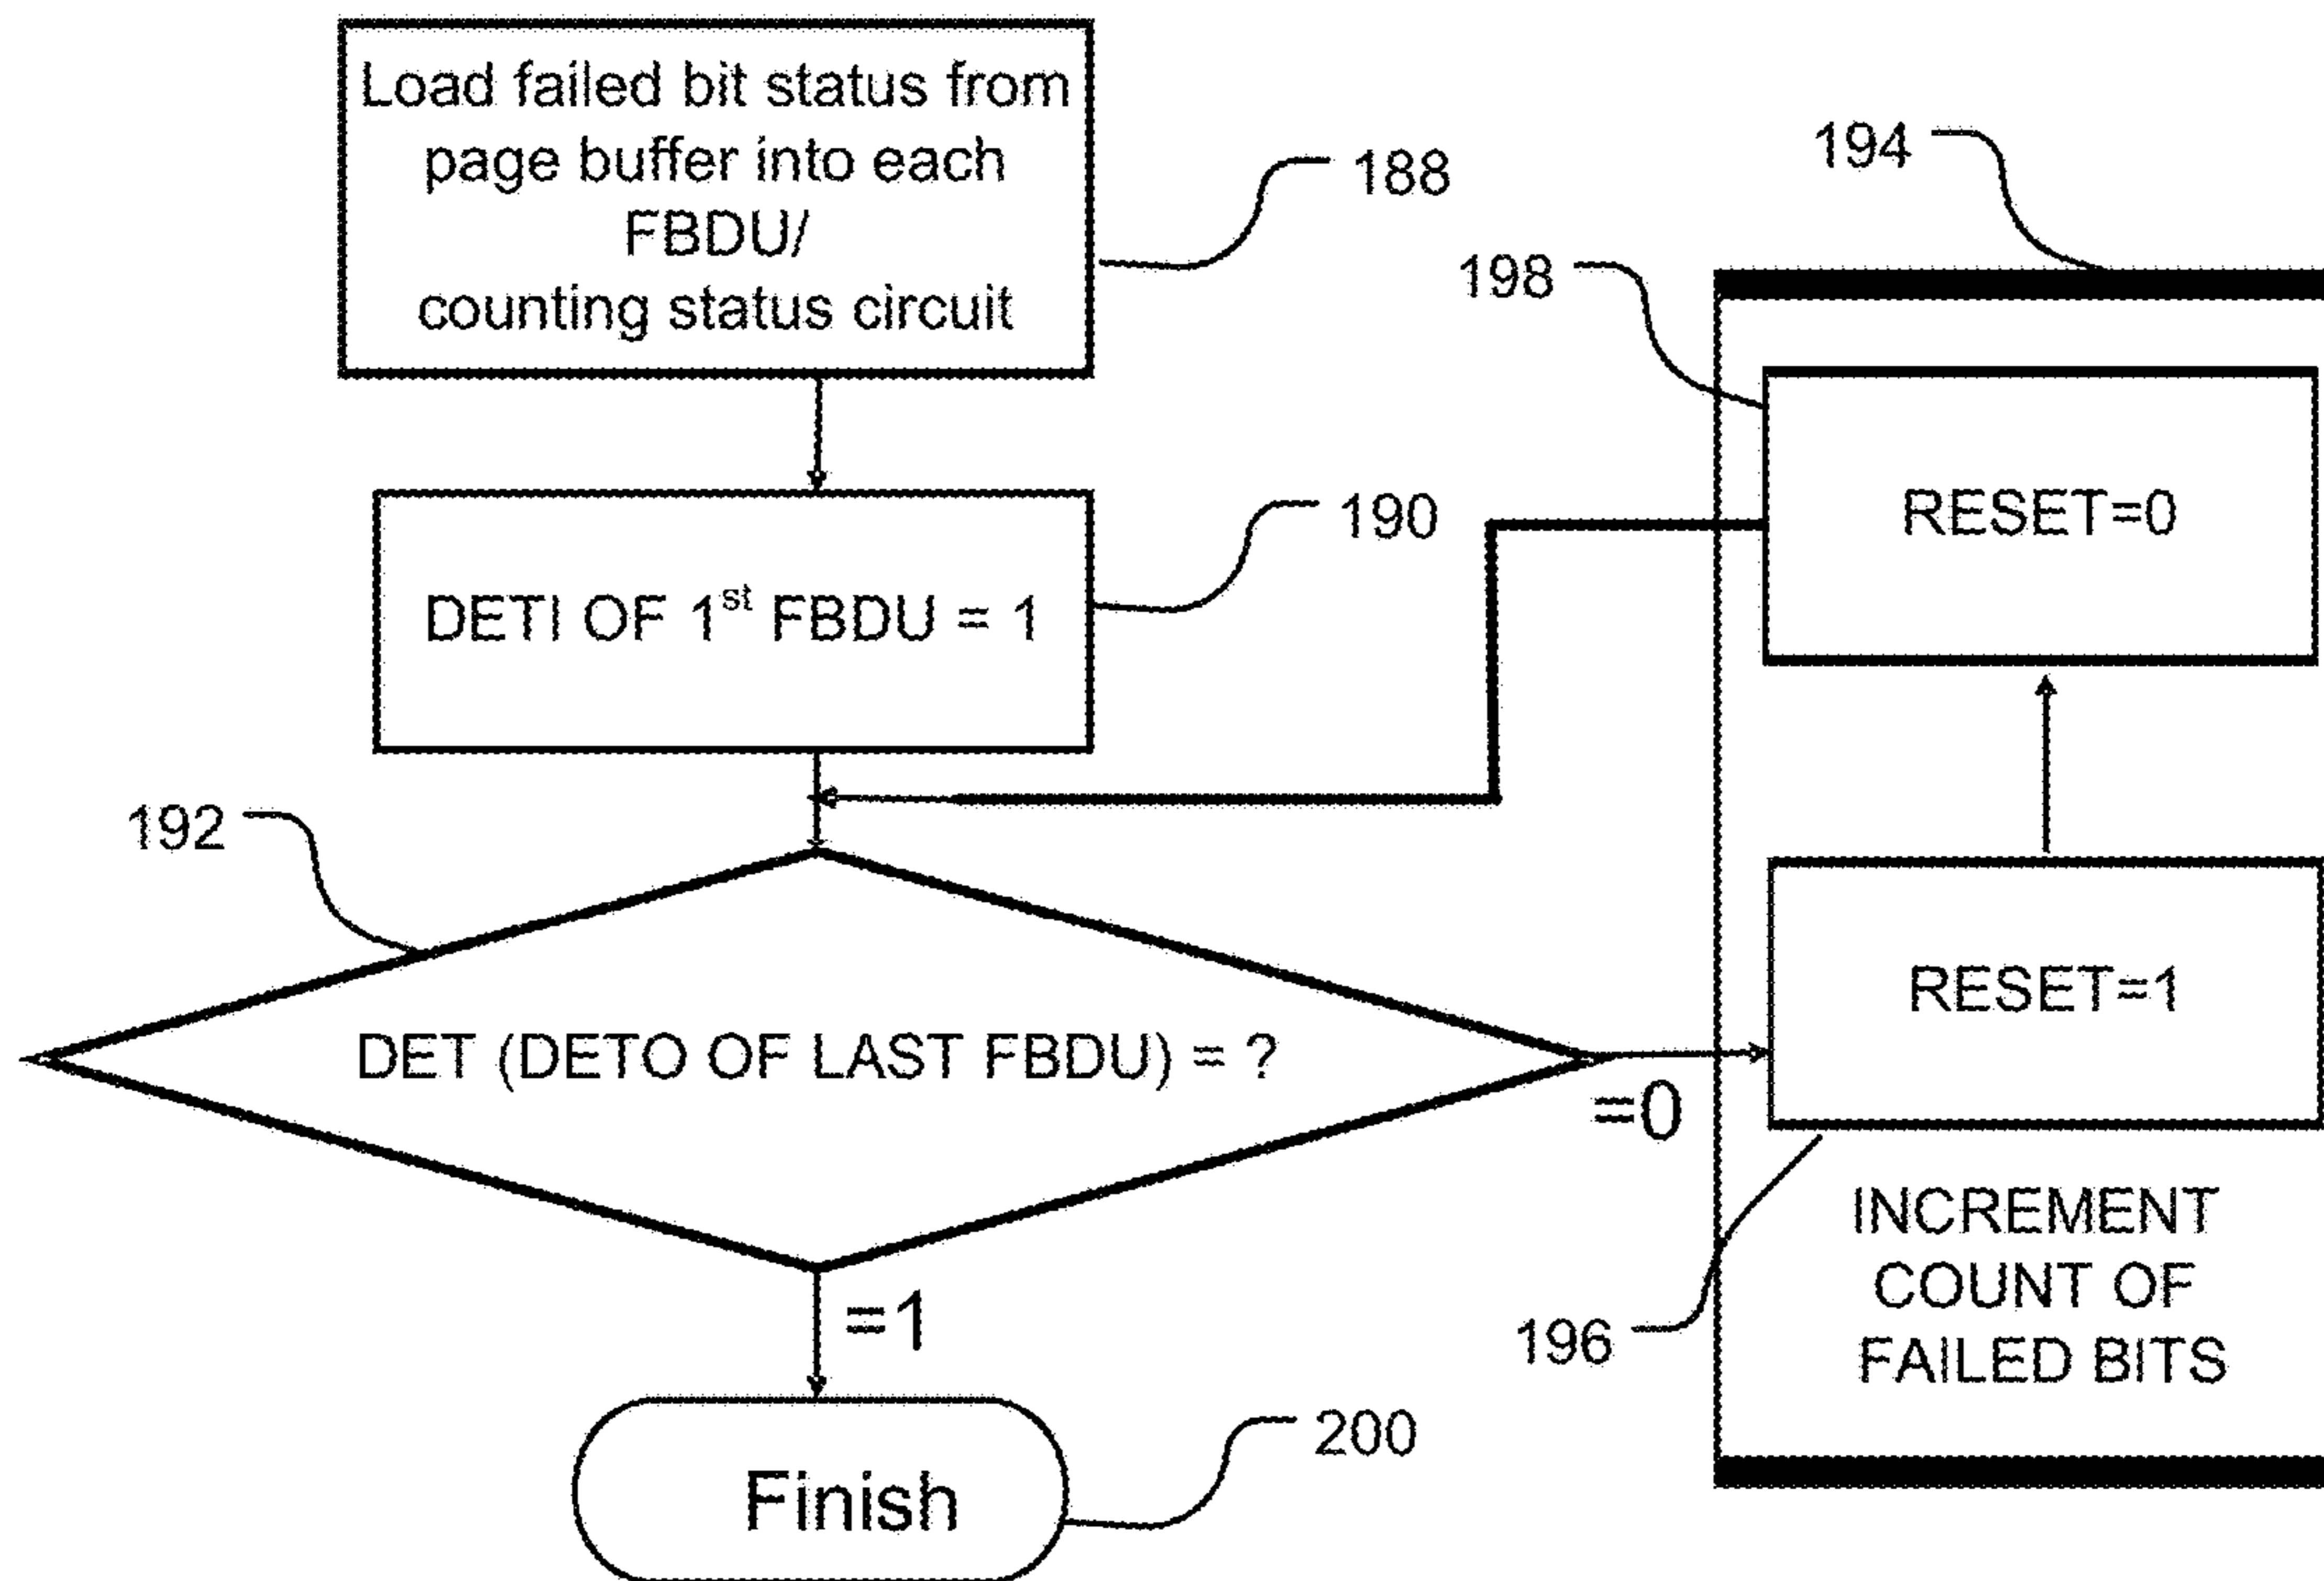 Load failed bit status from
page buffer into each
FBDU/
counting status circuit
188
194
198
RESET=0
DETI OF 1st FBDU = 1
190
192
DET (DETO OF LAST FBDU) = ?
=0
RESET=1
INCREMENT
COUNT OF
FAILED BITS
196
=1
Finish
200